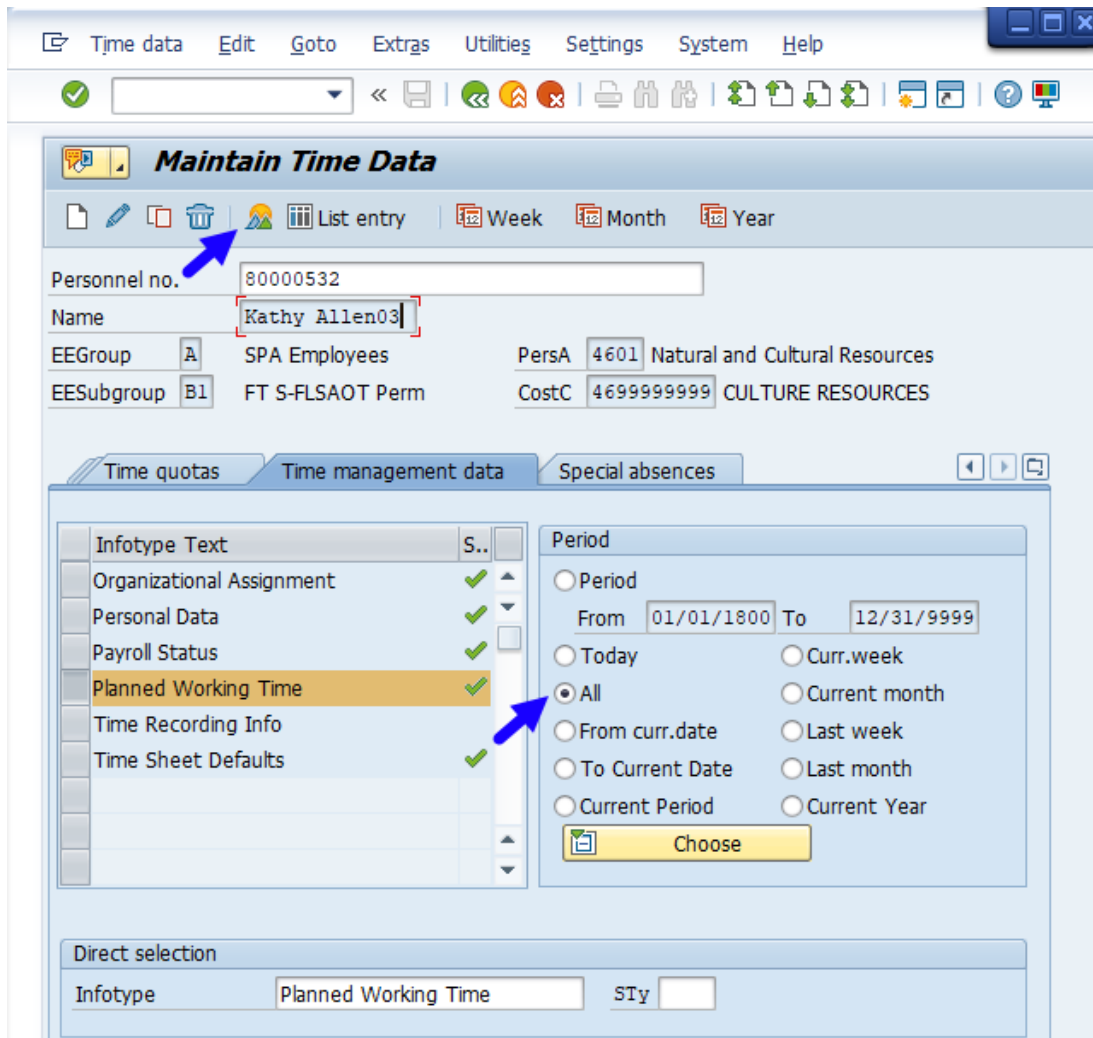 Time data Edit Goto Extras Utilities Settings System Help
Maintain Time Data
List entry Week Month Year
Personnel no. 80000532
Name Kathy Allen03
EEGroup A SPA Employees PersA 4601 Natural and Cultural Resources
EESubgroup B1 FT S-FLSAOT Perm CostC 4699999999 CULTURE RESOURCES
Time quotas Time management data Special absences
Infotype Text S..
Organizational Assignment
Personal Data
Payroll Status
Planned Working Time
Time Recording Info
Time Sheet Defaults
Period
Period
From 01/01/1800 To 12/31/9999
Today Curr.week
All Current month
From curr.date Last week
To Current Date Last month
Current Period Current Year
Choose
Direct selection
Infotype Planned Working Time STy